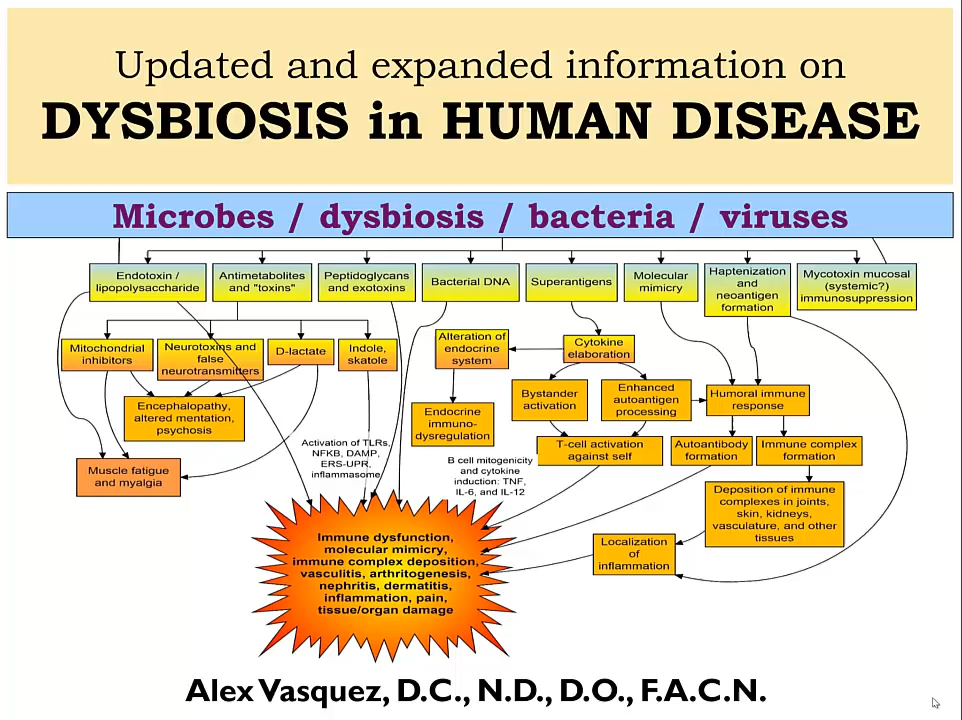 Updated and expanded information on
DYSBIOSIS in HUMAN DISEASE
Microbes / dysbiosis / bacteria / viruses
Endotoxin /
lipopolysaccharide
Antimetabolites
and "toxins"
Peptidoglycans
and exotoxins
Bacterial DNA
Superantigens
Molecular
mimicry
Haptenization
and
neoantigen
formation
Mycotoxin mucosal
(systemic?)
immunosuppression
Mitochondrial
inhibitors
Neurotoxins and
false
neurotransmitters
D-lactate
Indole,
skatole
Alteration of
endocrine
system
Cytokine
elaboration
Encephalopathy,
altered mentation,
psychosis
Endocrine
immuno-
dysregulation
Bystander
activation
Enhanced
autoantigen
processing
Humoral immune
response
Muscle fatigue
and myalgia
Activation of TLRs,
NFKB, DAMP,
ERS-UPR,
inflammasome
B cell mitogenicity
and cytokine
induction: TNF,
IL-6, and IL-12
T-cell activation
against self
Autoantibody
formation
Immune complex
formation
Deposition of immune
complexes in joints,
skin, kidneys,
vasculature, and other
tissues
Localization
of
inflammation
Immune dysfunction,
molecular mimicry,
immune complex deposition,
vasculitis, arthritogenesis,
nephritis, dermatitis,
inflammation, pain,
tissue/organ damage
Alex Vasquez, D.C., N.D., D.O., F.A.C.N.